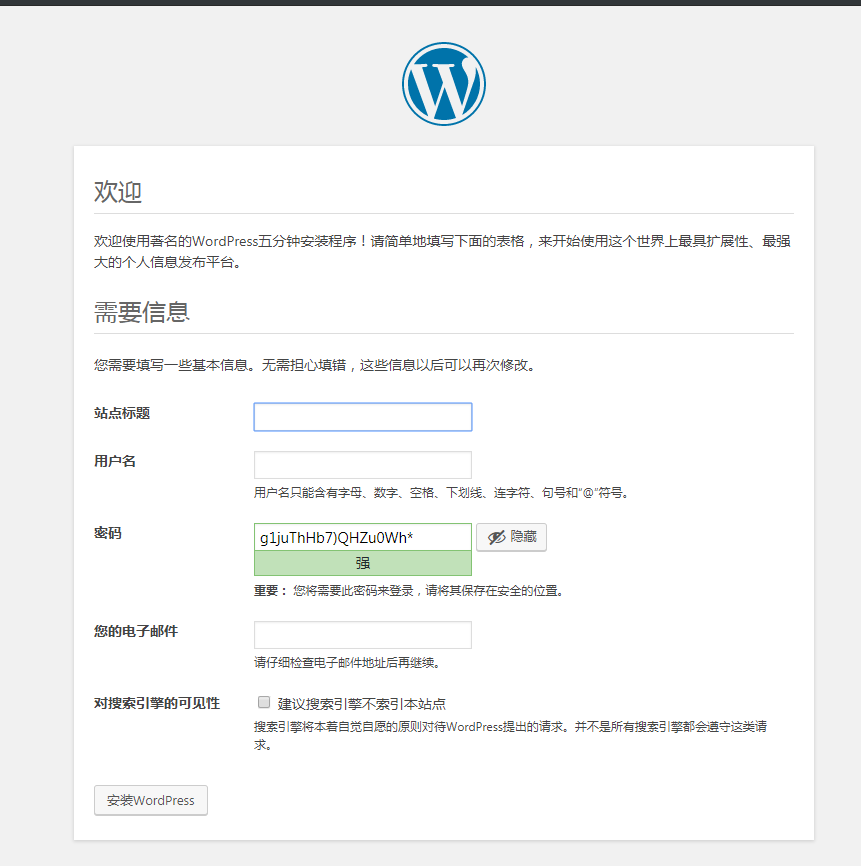 欢迎
欢迎使用著名的WordPress五分钟安装程序！请简单地填写下面的表格，来开始使用这个世界上最具扩展性、最强
大的个人信息发布平台。
需要信息
您需要填写一些基本信息。无需担心填错，这些信息以后可以再次修改。
站点标题
用户名
用户名只能含有字母、数字、空格、下划线、连字符、句号和“@”符号。
密码
g1juThHb7)QHZu0Wh*
隐藏
强
重要： 您将需要此密码来登录，请将其保存在安全的位置。
您的电子邮件
请仔细检查电子邮件地址后再继续。
对搜索引擎的可见性
建议搜索引擎不索引本站点
搜索引擎将本着自觉自愿的原则对待WordPress提出的请求。并不是所有搜索引擎都会遵守这类请
求。
安装WordPress